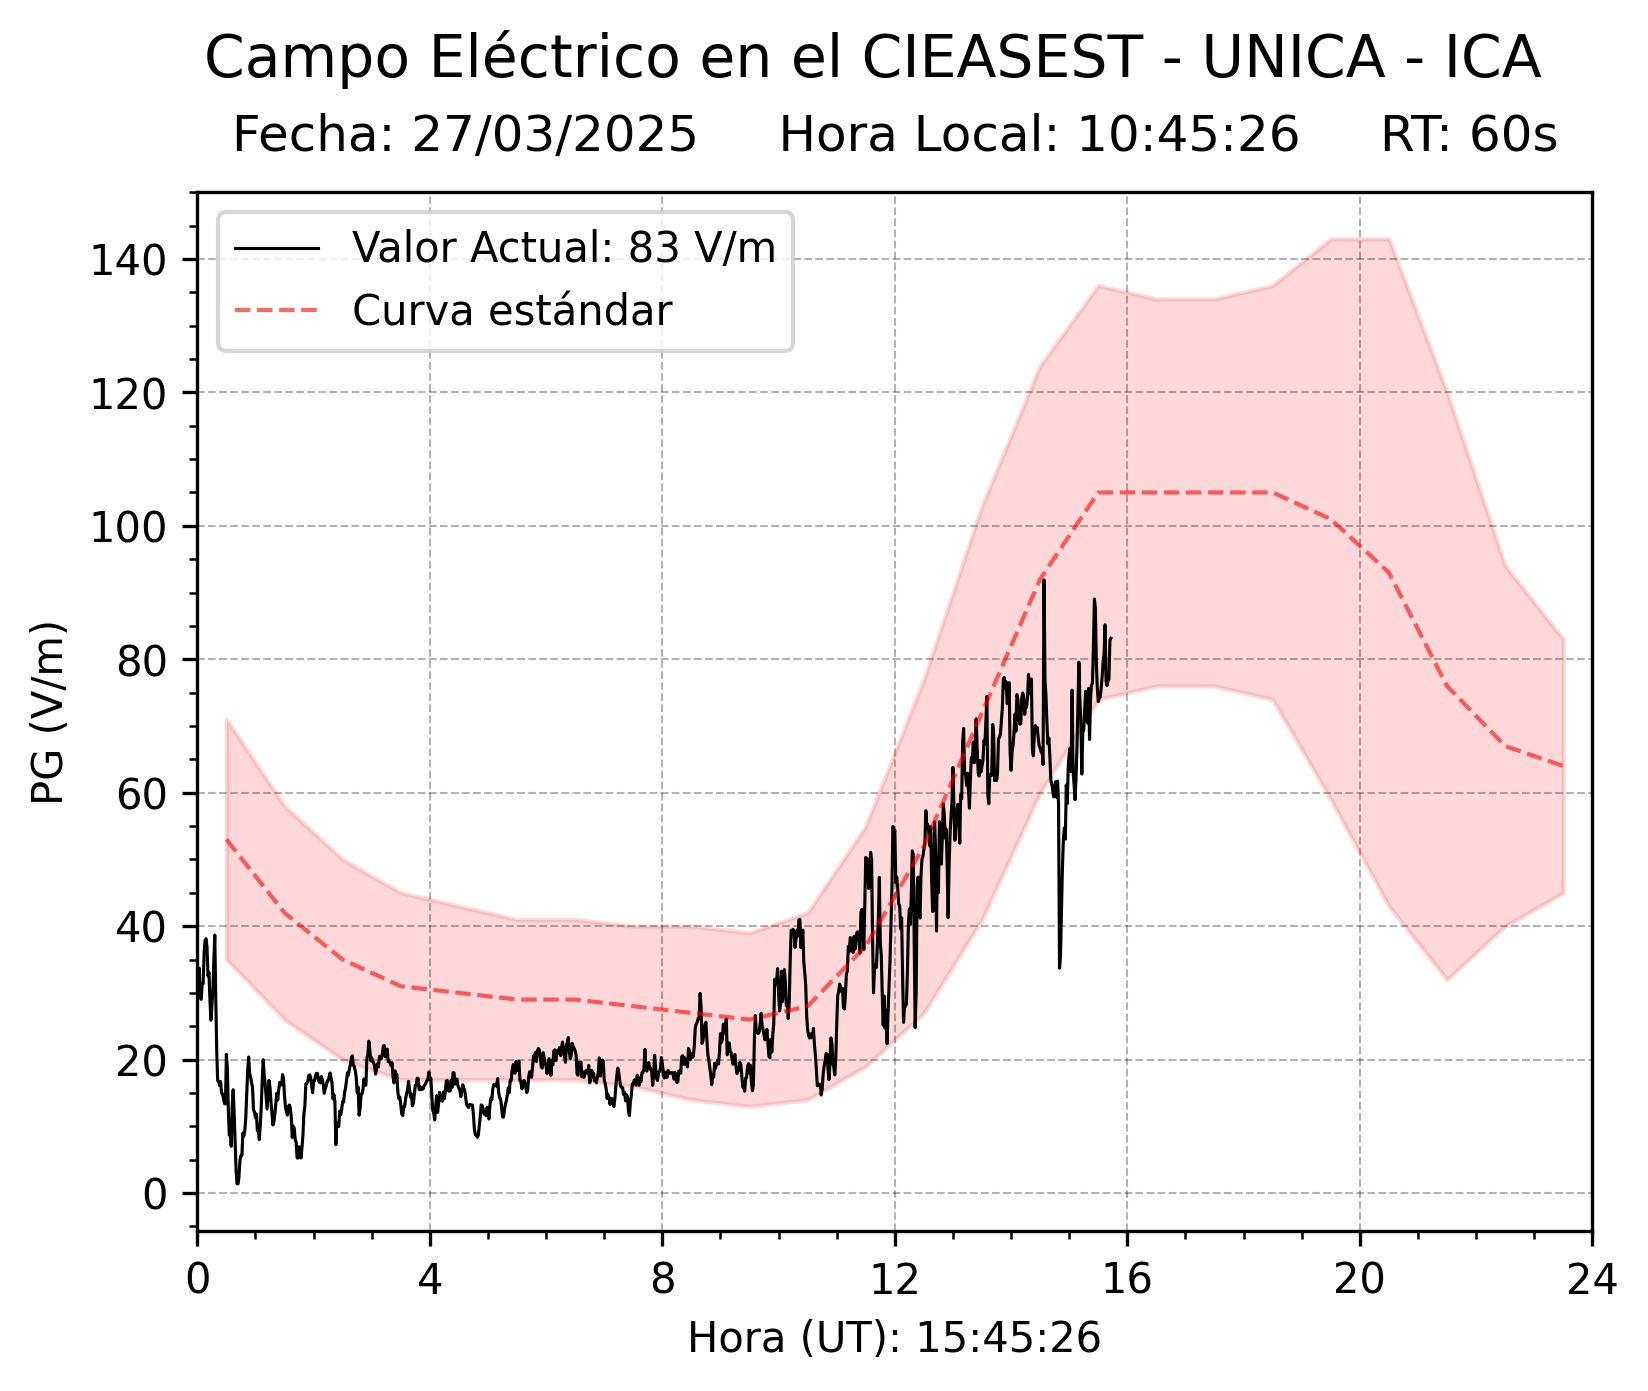 Campo Eléctrico en el CIEASEST - UNICA - ICA
Fecha: 27/03/2025 Hora Local: 10:45:26 RT: 60s
Valor Actual: 83 V/m
Curva estándar
140
120
100
80
60
40
20
0
PG (V/m)
0 4 8 12 16 20 24
Hora (UT): 15:45:26